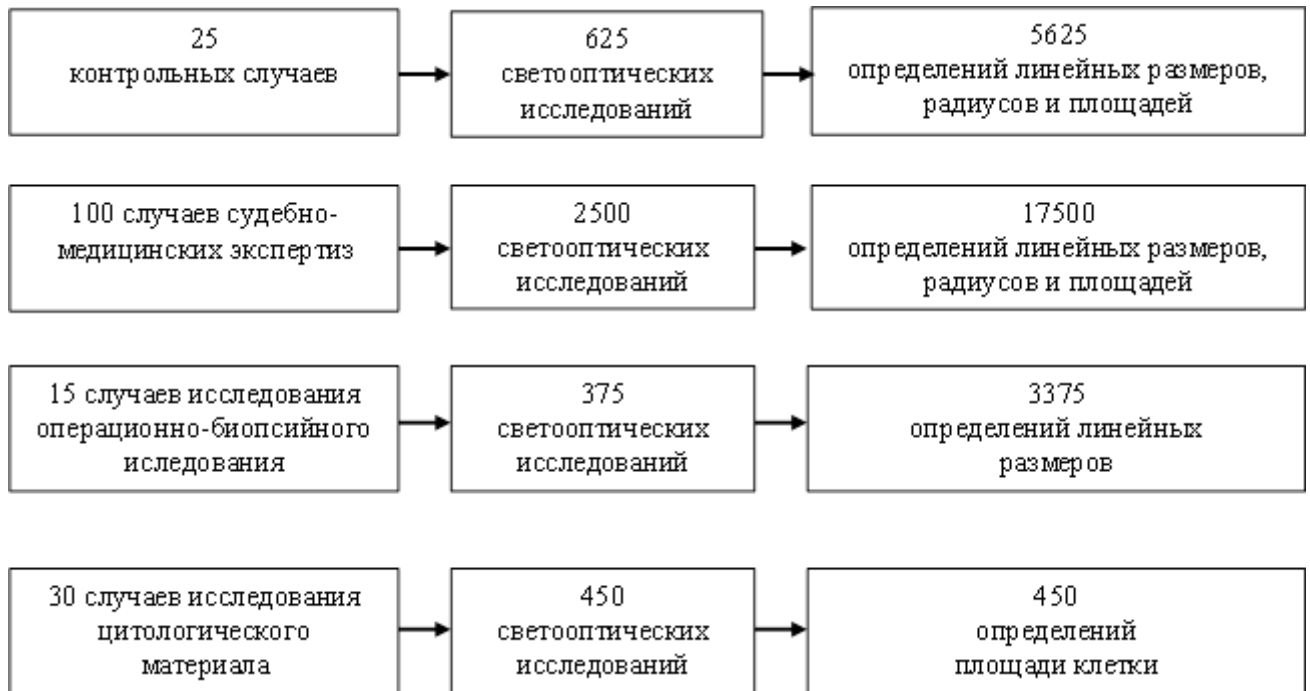 25
контрольных случаев
625
светооптических
исследований
5625
определений линейных размеров,
радиусов и площадей
100 случаев судебно-
медицинских экспертиз
2500
светооптических
исследований
17500
определений линейных размеров,
радиусов и площадей
15 случаев исследования
операционно-биопсийного
иследования
375
светооптических
исследований
3375
определений линейных
размеров
30 случаев исследования
цитологического
материала
450
светооптических
исследований
450
определений
площади клетки